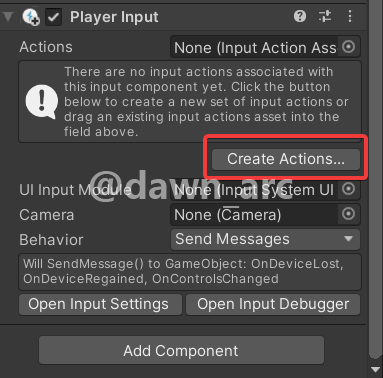 Player Input
Actions
None (Input Action Ass
There are no input actions associated with
this input component yet. Click the button
below to create a new set of input actions or
drag an existing input actions asset into the
field above.
Create Actions...
@dawn_arc
UI Input Module
None (Input System UI
Camera
None (Camera)
Behavior
Send Messages
Will SendMessage() to GameObject: OnDeviceLost,
OnDeviceRegained, OnControlsChanged
Open Input Settings
Open Input Debugger
Add Component